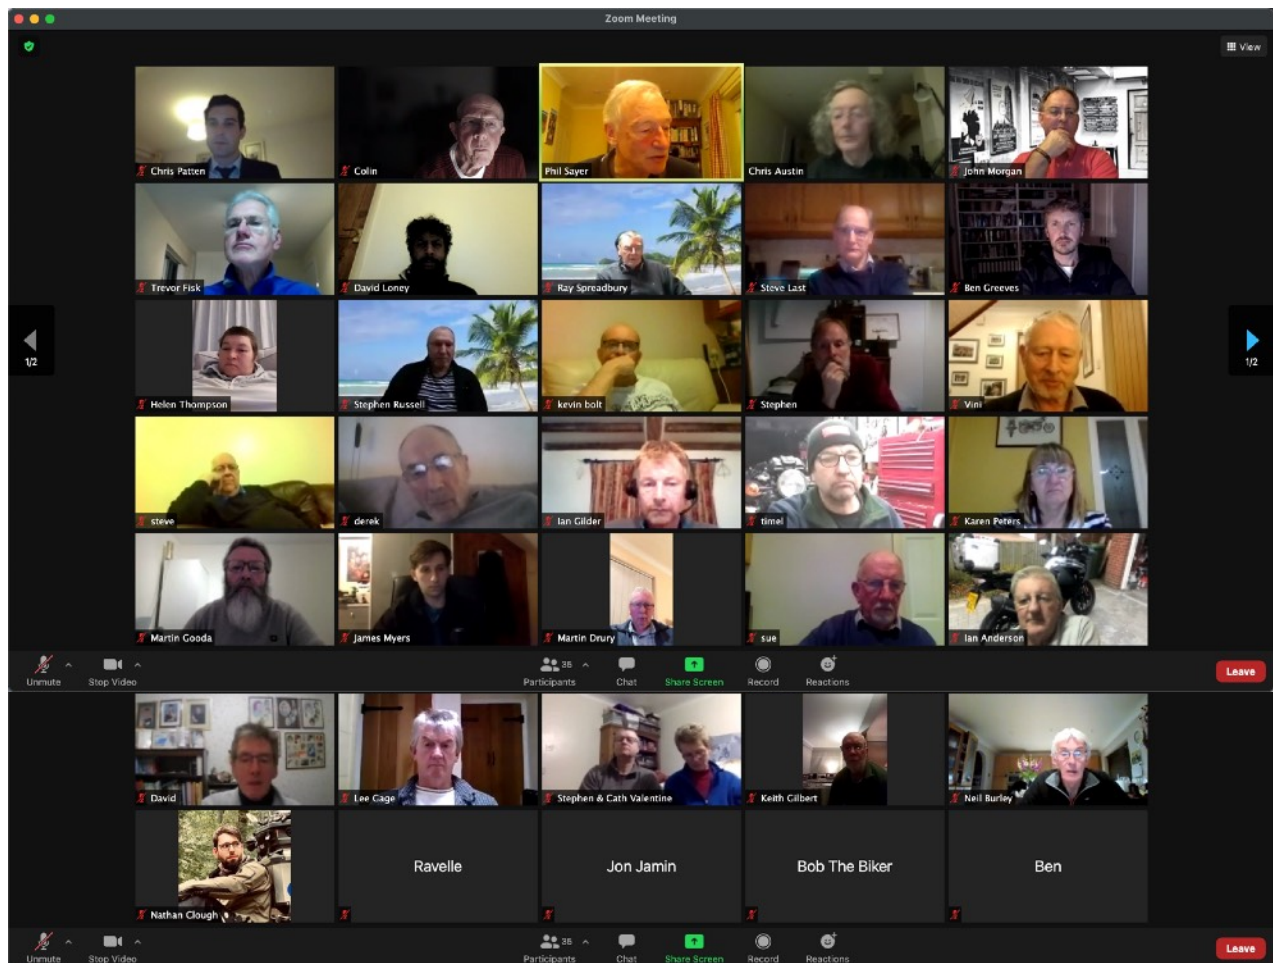 Zoom Meeting
View
Chris Patten
Colin
Phil Sayer
Chris Austin
John Morgan
Trevor Fisk
David Loney
Ray Spreadbury
Steve Last
Ben Greeves
1/2
1/2
Helen Thompson
Stephen Russell
kevin bolt
Stephen
Vini
steve
derek
Ian Gilder
timel
Karen Peters
Martin Gooda
James Myers
Martin Drury
sue
Ian Anderson
Unmute
Stop Video
35
Participants
Chat
Share Screen
Record
Reactions
Leave
David
Lee Gage
Stephen & Cath Valentine
Keith Gilbert
Neil Burley
Nathan Clough
Ravelle
Jon Jamin
Bob The Biker
Ben
Unmute
Stop Video
35
Participants
Chat
Share Screen
Record
Reactions
Leave